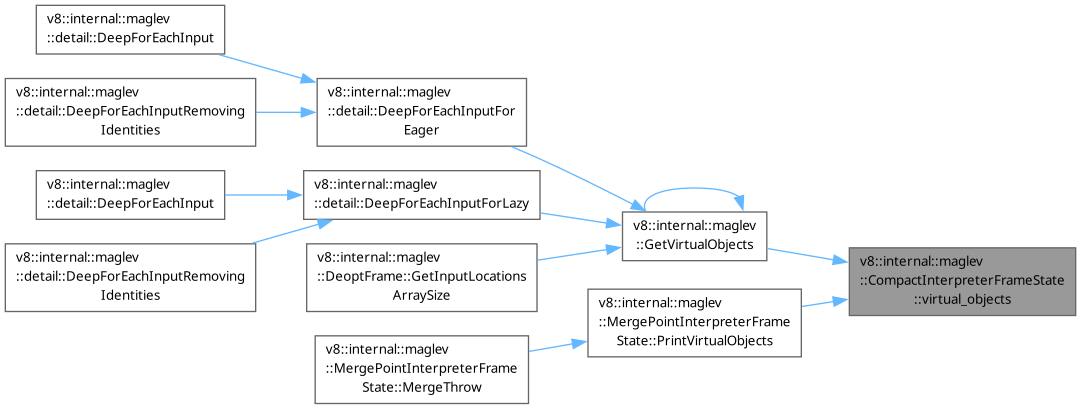 v8::internal::maglev
::detail::DeepForEachInput
v8::internal::maglev
::detail::DeepForEachInputRemoving
Identities
v8::internal::maglev
::detail::DeepForEachInputFor
Eager
v8::internal::maglev
::detail::DeepForEachInput
v8::internal::maglev
::detail::DeepForEachInputForLazy
v8::internal::maglev
::detail::DeepForEachInputRemoving
Identities
v8::internal::maglev
::DeoptFrame::GetInputLocations
ArraySize
v8::internal::maglev
::GetVirtualObjects
v8::internal::maglev
::CompactInterpreterFrameState
::virtual_objects
v8::internal::maglev
::MergePointInterpreterFrame
State::PrintVirtualObjects
v8::internal::maglev
::MergePointInterpreterFrame
State::MergeThrow